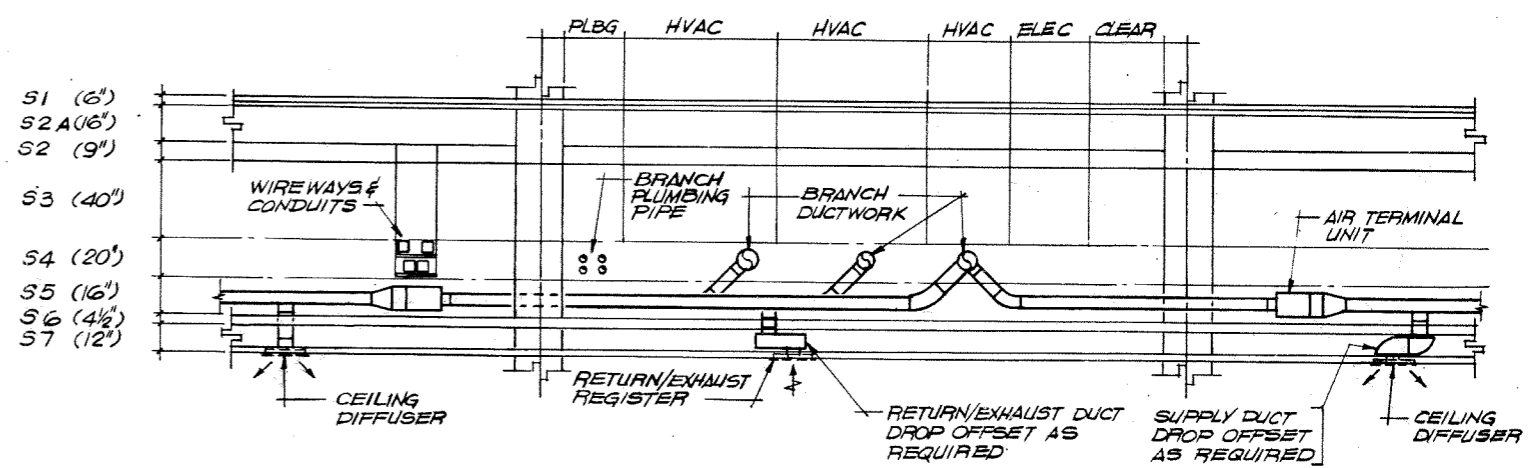 PLBG HVAC HVAC HVAC ELEC CLEAR
S1 (6")
S2A (16")
S2 (9")
S3 (40")
S4 (20")
S5 (16")
S6 (4½")
S7 (12")
WIREWAYS &
CONDUITS
BRANCH
PLUMBING
PIPE
BRANCH
DUCTWORK
AIR TERMINAL
UNIT
CEILING
DIFFUSER
RETURN/EXHAUST
REGISTER
RETURN/EXHAUST DUCT
DROP OFFSET AS
REQUIRED
SUPPLY DUCT
DROP OFFSET
AS REQUIRED
CEILING
DIFFUSER